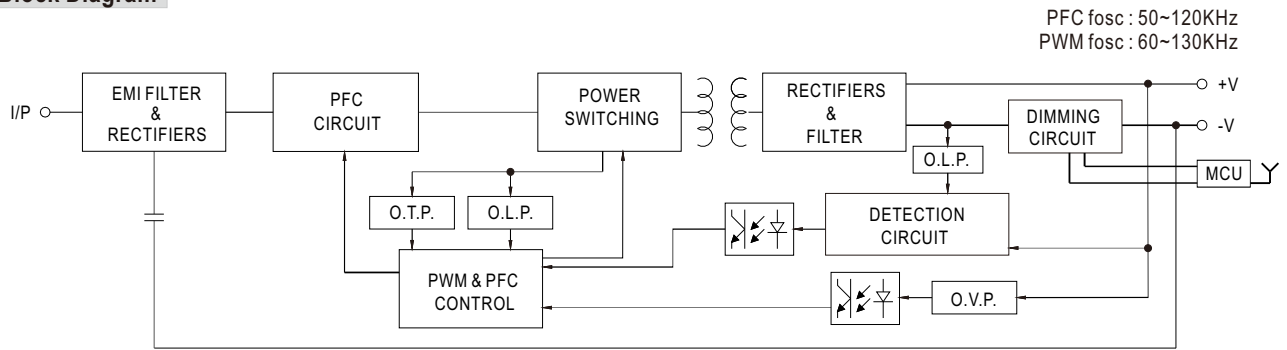 Block Diagram
PFC fosc : 50~120KHz
PWM fosc : 60~130KHz
I/P
EMI FILTER
&
RECTIFIERS
PFC
CIRCUIT
POWER
SWITCHING
RECTIFIERS
&
FILTER
DIMMING
CIRCUIT
+V
-V
MCU
O.L.P.
O.T.P.
O.L.P.
DETECTION
CIRCUIT
PWM & PFC
CONTROL
O.V.P.